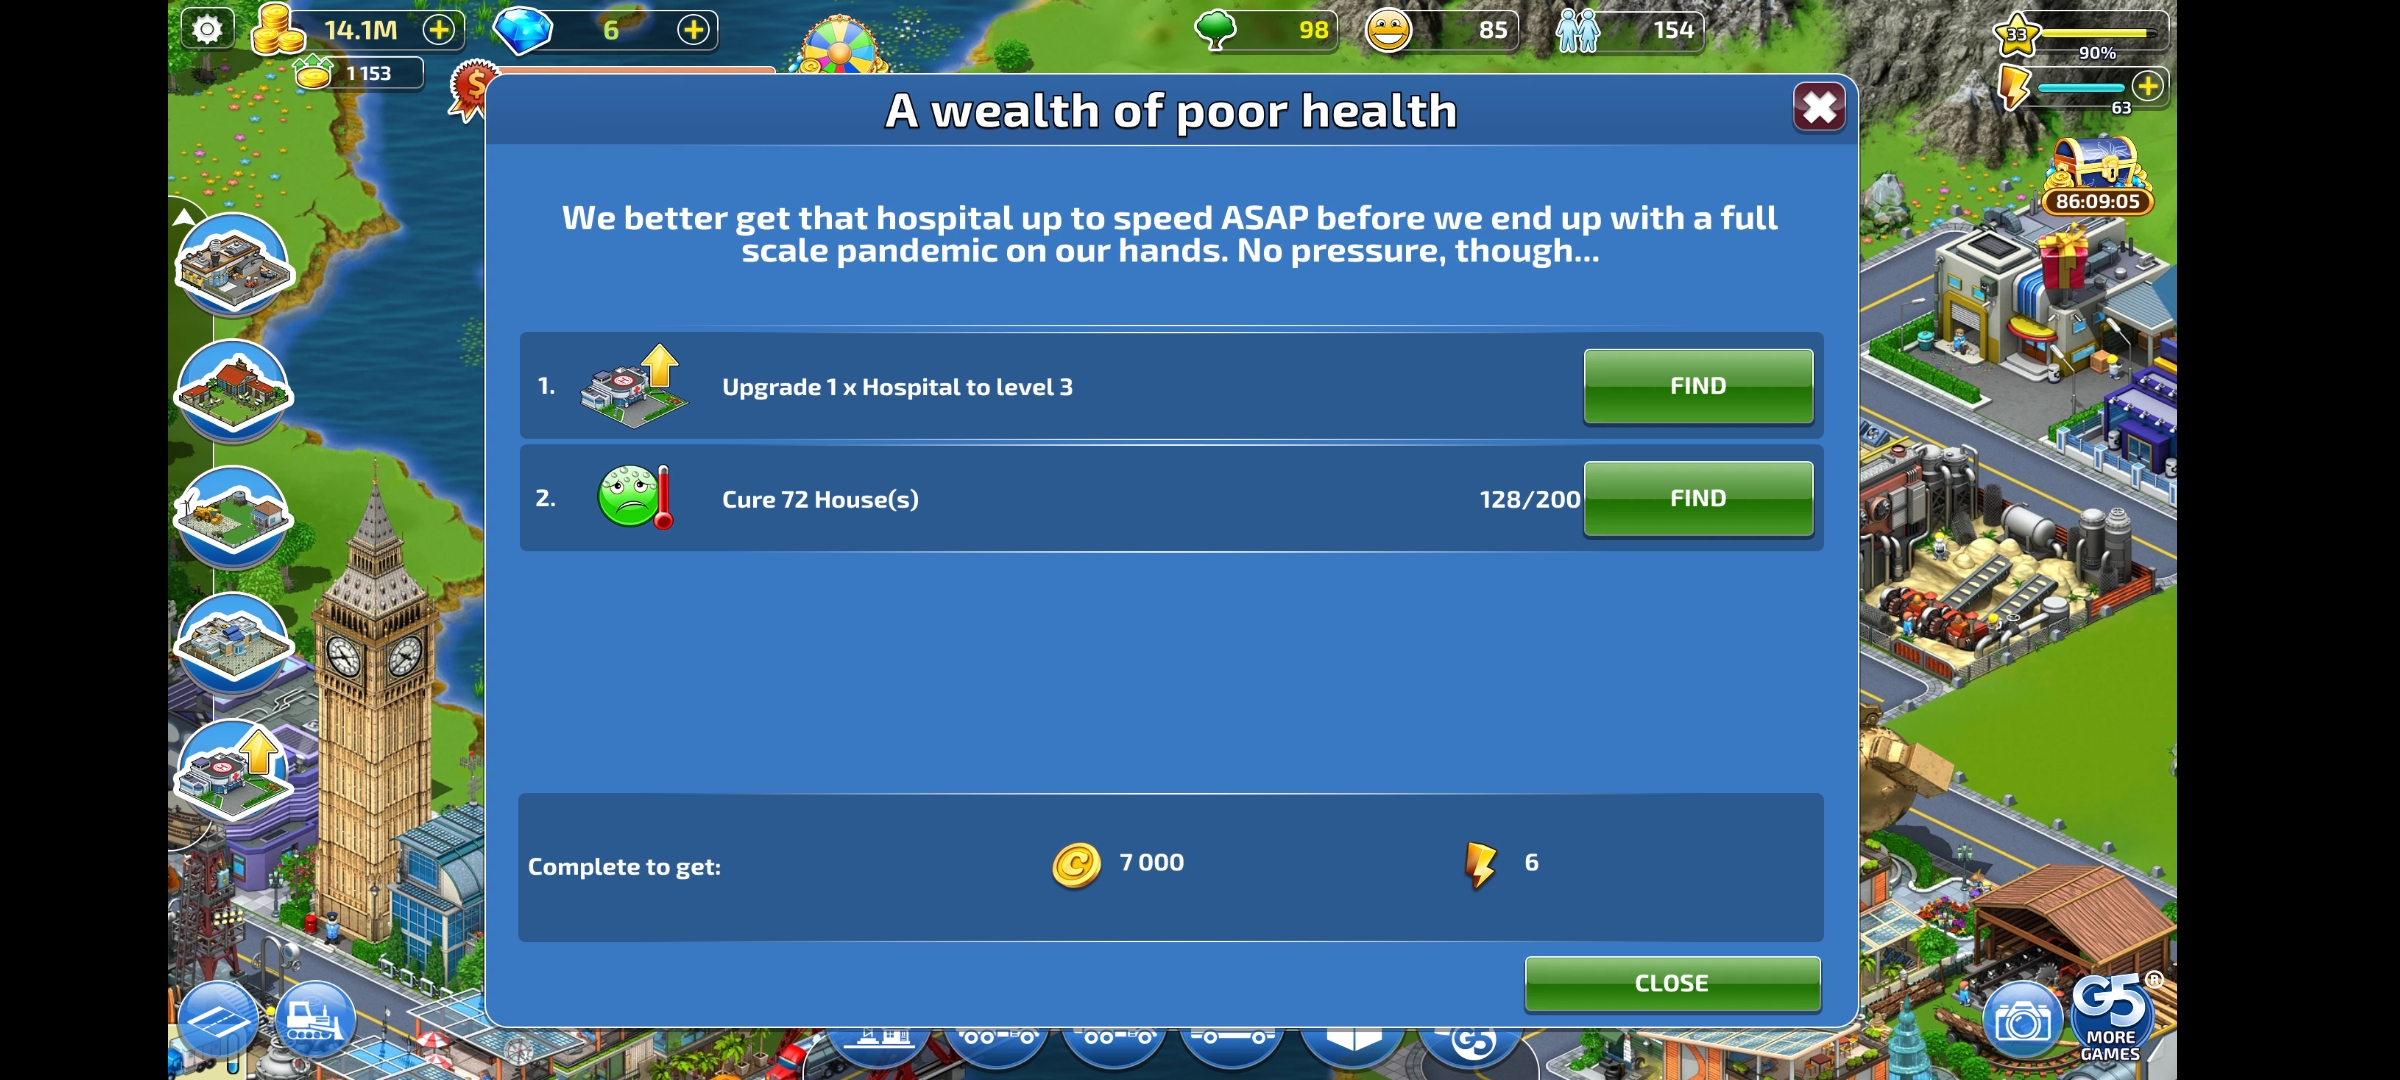 14.1M
6
98
85
154
33
90%
1 153
63
86:09:05
A wealth of poor health
We better get that hospital up to speed ASAP before we end up with a full
scale pandemic on our hands. No pressure, though...
1.
Upgrade 1 x Hospital to level 3
FIND
2.
Cure 72 House(s)
128/200
FIND
Complete to get:
7 000
6
CLOSE
G5
G5®
MORE
GAMES